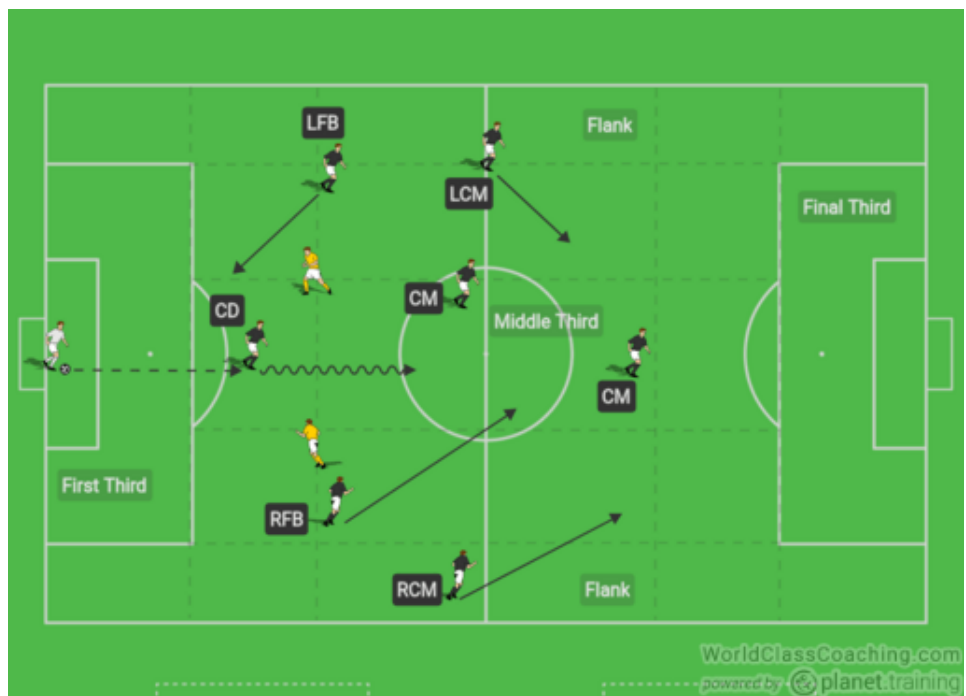 LFB
Flank
LCM
Final Third
CD
CM
Middle Third
CM
First Third
RFB
RCM
Flank
WorldClassCoaching.com
powered by planet.training